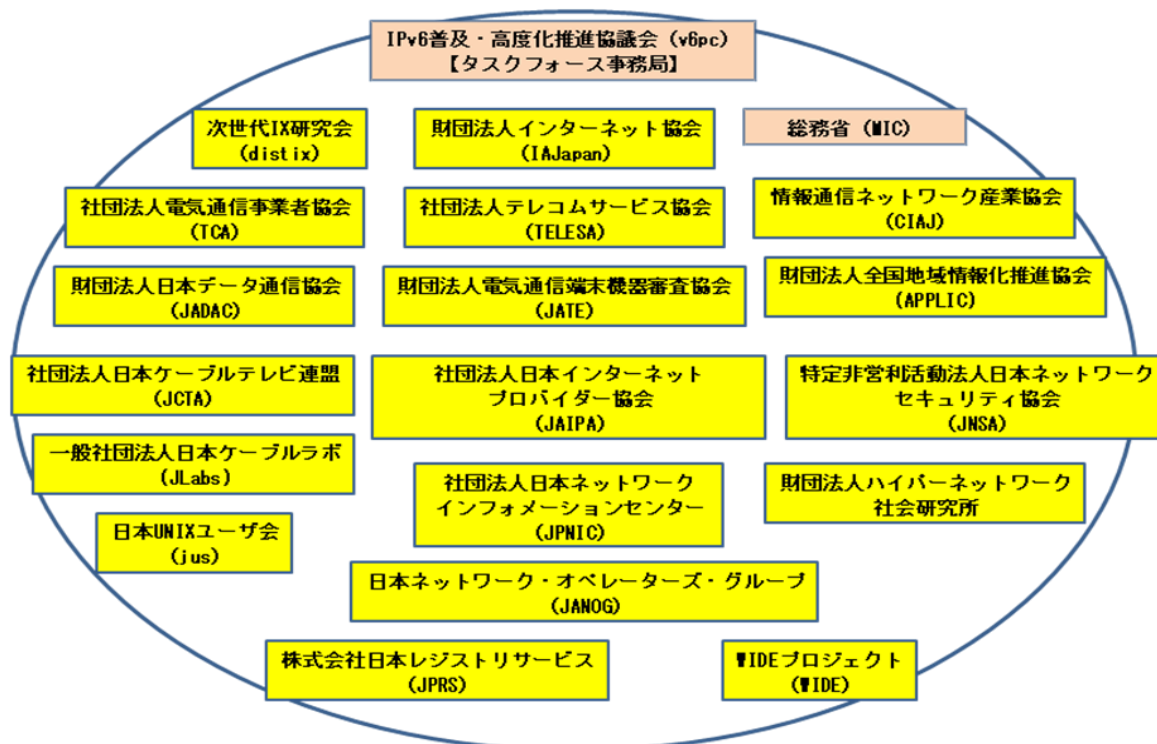 IPv6普及・高度化推進協議会（v6pc）
【タスクフォース事務局】
次世代IX研究会
(distix)
財団法人インターネット協会
(IAJapan)
総務省（MIC）
社団法人電気通信事業者協会
(TCA)
社団法人テレコムサービス協会
(TELESA)
情報通信ネットワーク産業協会
(CIAJ)
財団法人日本データ通信協会
(JADAC)
財団法人電気通信端末機器審査協会
(JATE)
財団法人全国地域情報化推進協会
(APPLIC)
社団法人日本ケーブルテレビ連盟
(JCTA)
社団法人日本インターネット
プロバイダー協会
(JAIPA)
特定非営利活動法人日本ネットワーク
セキュリティ協会
(JNSA)
一般社団法人日本ケーブルラボ
(JLabs)
社団法人日本ネットワーク
インフォメーションセンター
(JPNIC)
財団法人ハイパーネットワーク
社会研究所
日本UNIXユーザ会
(jus)
日本ネットワーク・オペレーターズ・グループ
(JANOG)
株式会社日本レジストリサービス
(JPRS)
WIDEプロジェクト
(WIDE)